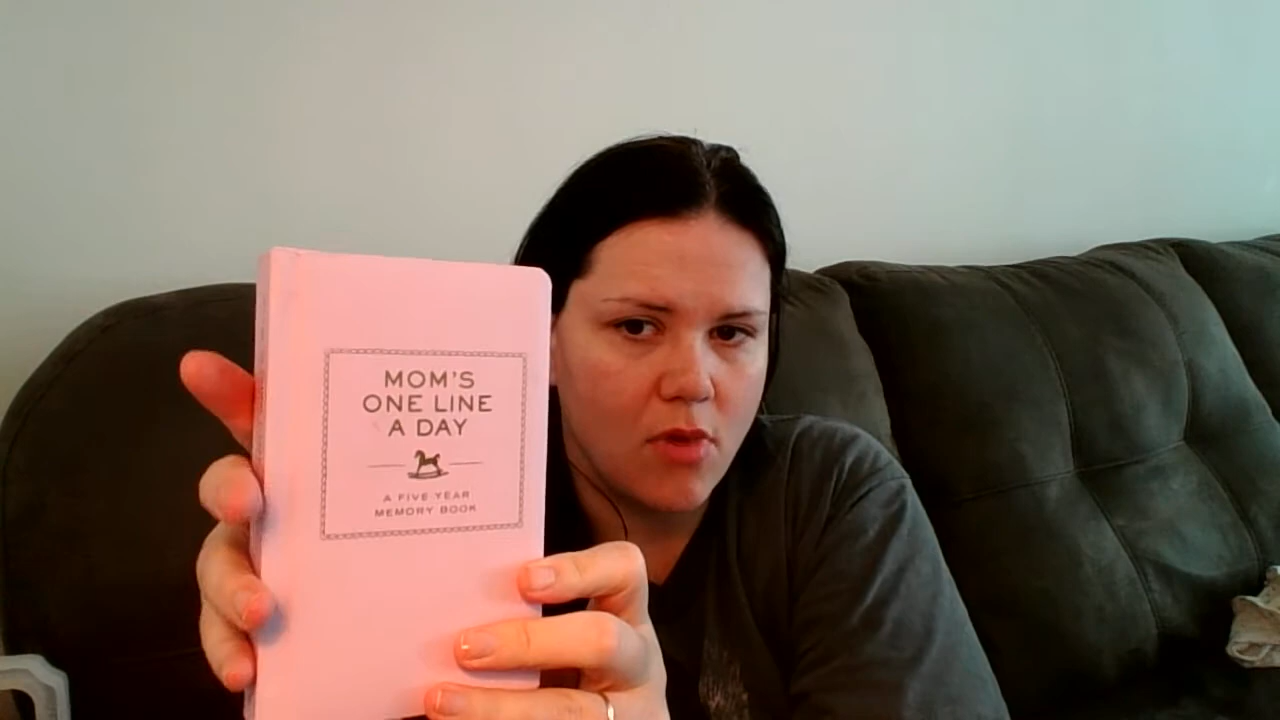 MOM'S
ONE LINE
A DAY
A FIVE YEAR
MEMORY BOOK